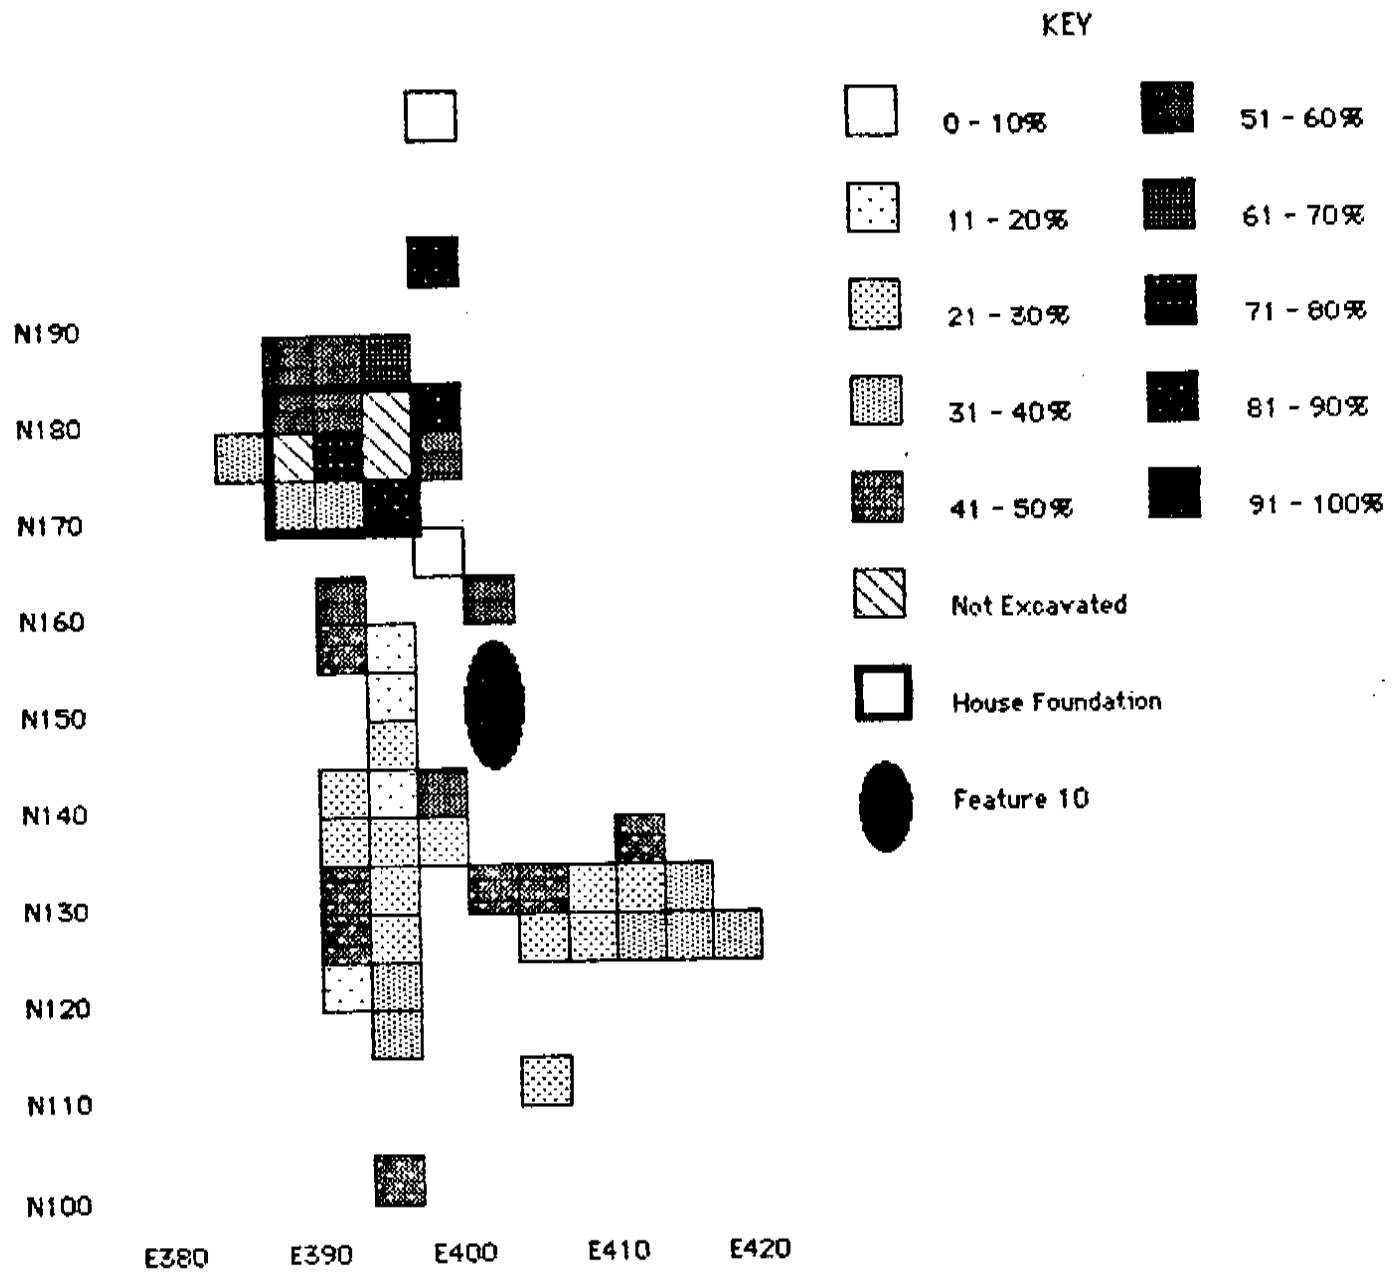 KEY
0 - 10%
51 - 60%
11 - 20%
61 - 70%
21 - 30%
71 - 80%
31 - 40%
81 - 90%
41 - 50%
91 - 100%
Not Excavated
House Foundation
Feature 10
N190
N180
N170
N160
N150
N140
N130
N120
N110
N100
E380 E390 E400 E410 E420